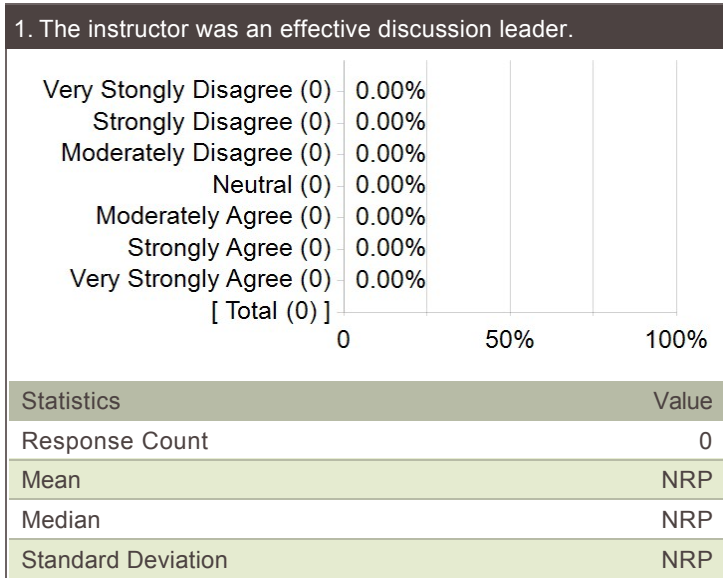 1. The instructor was an effective discussion leader.
Very Stongly Disagree (0) 0.00%
Strongly Disagree (0) 0.00%
Moderately Disagree (0) 0.00%
Neutral (0) 0.00%
Moderately Agree (0) 0.00%
Strongly Agree (0) 0.00%
Very Strongly Agree (0) 0.00%
[ Total (0) ]
0 50% 100%
Statistics Value
Response Count 0
Mean NRP
Median NRP
Standard Deviation NRP